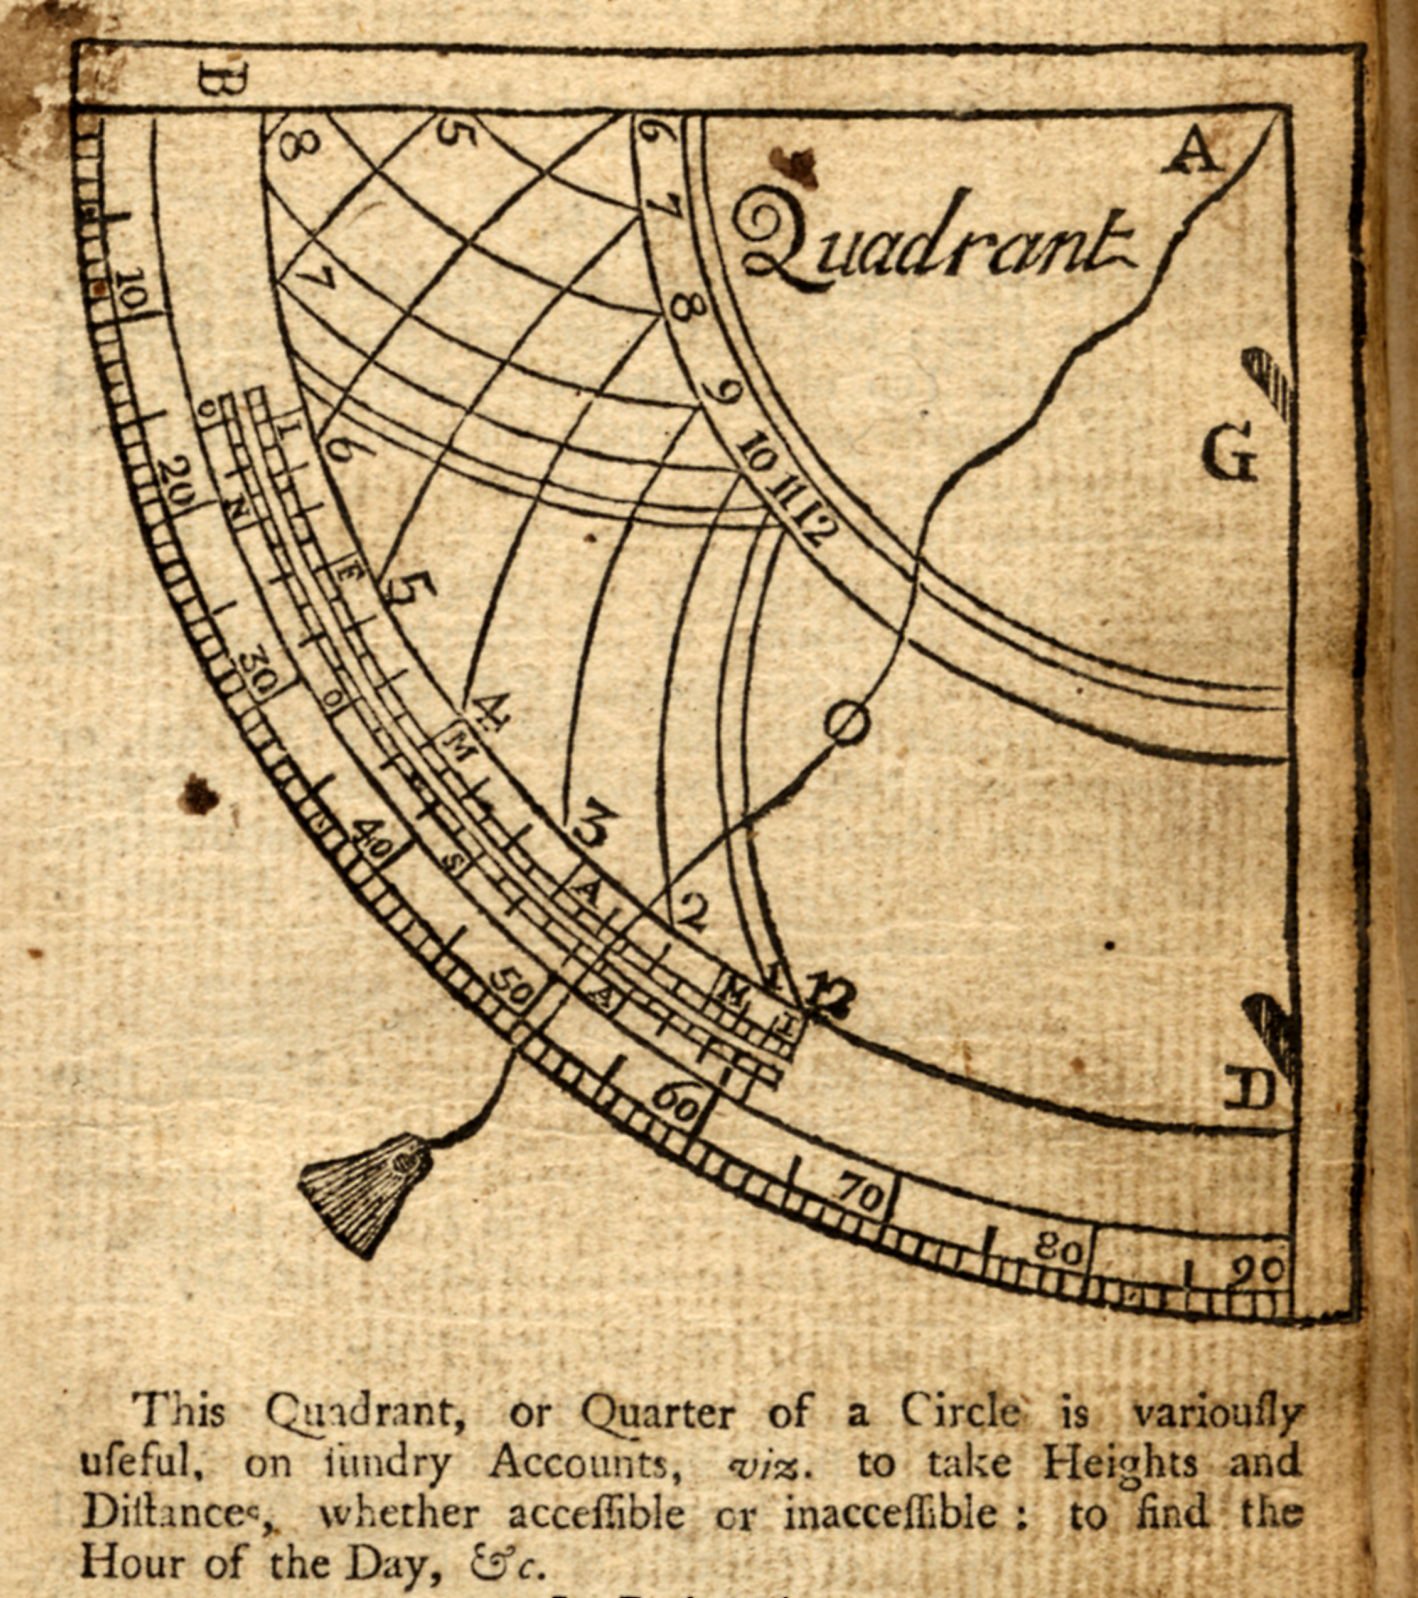 B
A
8 5 6
7
Quadrant
10
7
8
9
G
0
I
6
10 11 12
20
N
E
5
30
O
4
M
3
40
S
A
2
50
A
M
I
12
I
D
60
70
80
90
This Quadrant, or Quarter of a Circle is variouſly
uſeful, on ſundry Accounts, viz. to take Heights and
Diſtances, whether acceſſible or inacceſſible : to find the
Hour of the Day, &c.